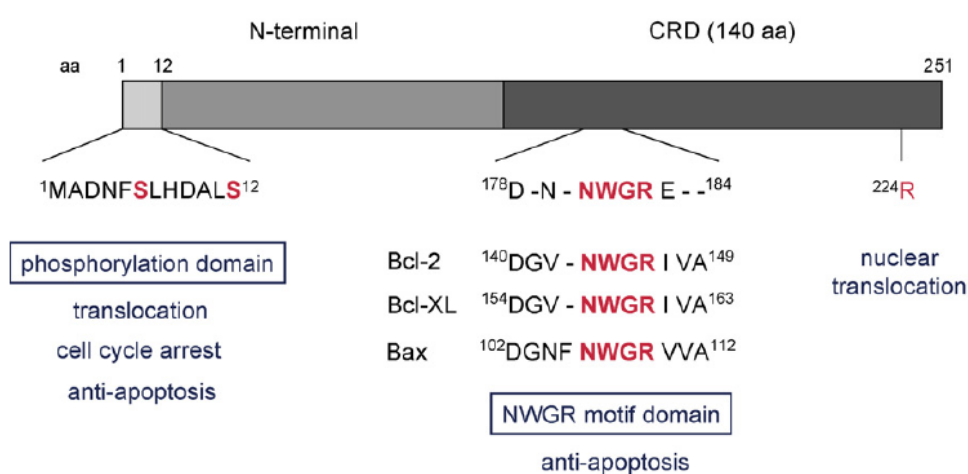 N-terminal CRD (140 aa)
aa 1 12 251
¹MADNFSLHDALS¹² ¹⁷⁸D -N - NWGR E - -¹⁸⁴ ²²⁴R
phosphorylation domain
translocation
cell cycle arrest
anti-apoptosis
Bcl-2 ¹⁴⁰DGV - NWGR I VA¹⁴⁹
Bcl-XL ¹⁵⁴DGV - NWGR I VA¹⁶³
Bax ¹⁰²DGNF NWGR VVA¹¹²
NWGR motif domain
anti-apoptosis
nuclear
translocation